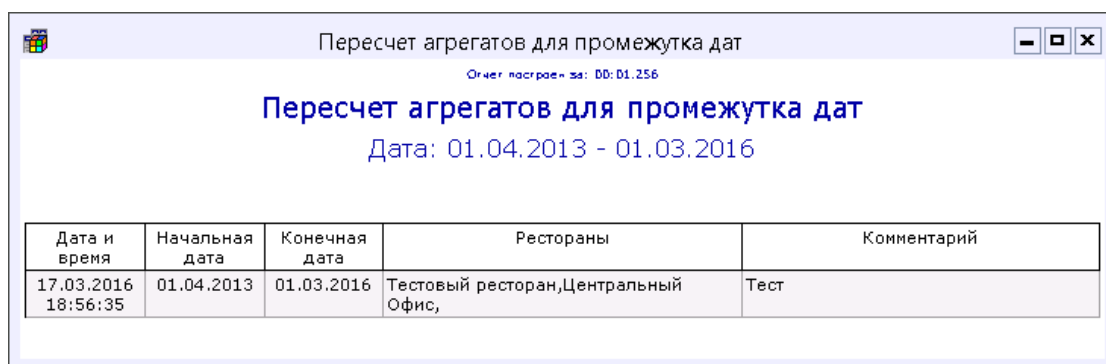 Пересчет агрегатов для промежутка дат
Отчет построен за: 00:01.256
Пересчет агрегатов для промежутка дат
Дата: 01.04.2013 - 01.03.2016
Дата и время Начальная дата Конечная дата Рестораны Комментарий
17.03.2016 18:56:35 01.04.2013 01.03.2016 Тестовый ресторан,Центральный Офис, Тест